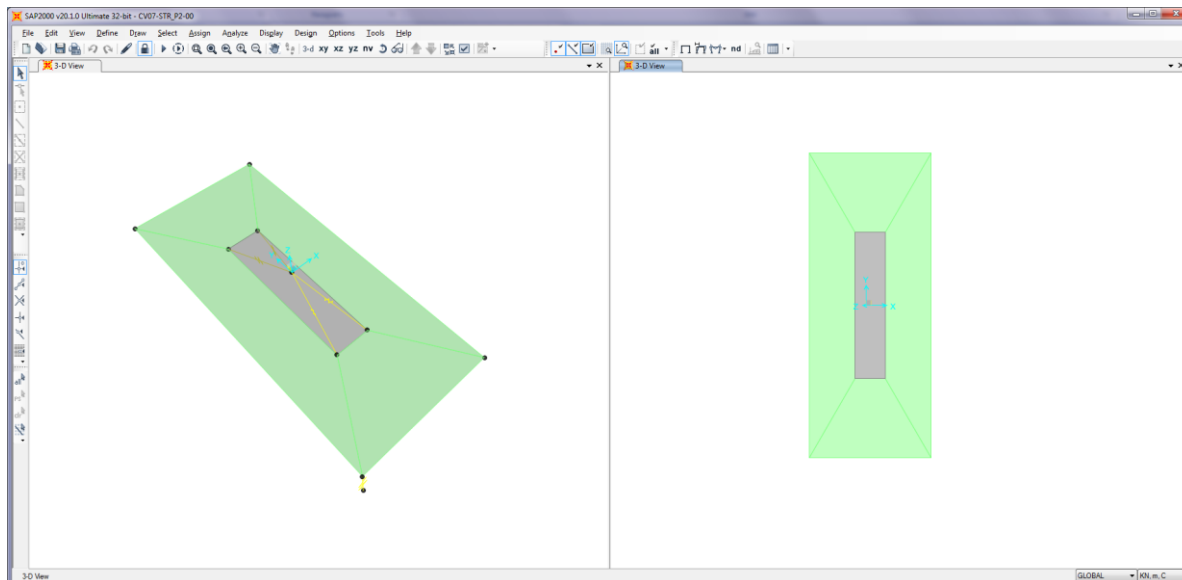 SAP2000 v20.1.0 Ultimate 32-bit - CV07-STR_P2-00
File Edit View Define Draw Select Assign Analyze Display Design Options Tools Help
3-d xy xz yz nv all nd
3-D View
3-D View
Z X
Y
Z X
3-D View
GLOBAL KN, m, C